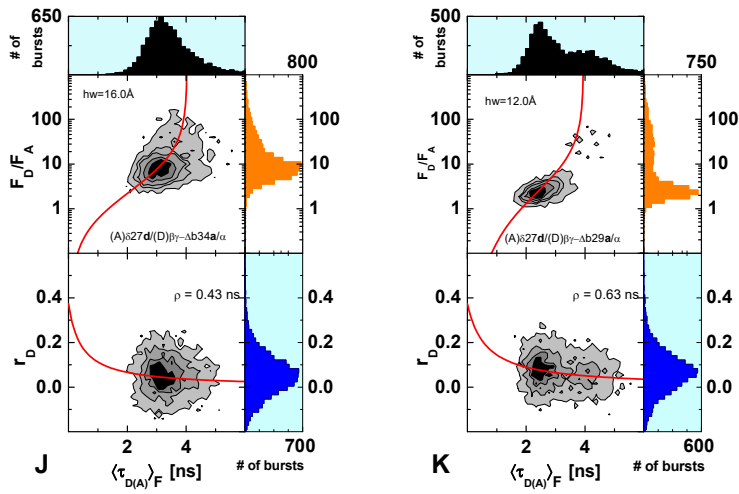 650
# of
bursts
800
hw=16.0Å
100
10
1
F_D/F_A
(A)δ27d/(D)βγ−Δb34a/α
100
10
1
ρ = 0.43 ns
0.4
0.2
0.0
r_D
0.4
0.2
0.0
2 4 6
700
J
⟨τ_D(A)⟩_F [ns]
# of bursts
500
# of
bursts
750
hw=12.0Å
100
10
1
F_D/F_A
(A)δ27d/(D)βγ−Δb29a/α
100
10
1
ρ = 0.63 ns
0.4
0.2
0.0
r_D
0.4
0.2
0.0
2 4 6
600
K
⟨τ_D(A)⟩_F [ns]
# of bursts